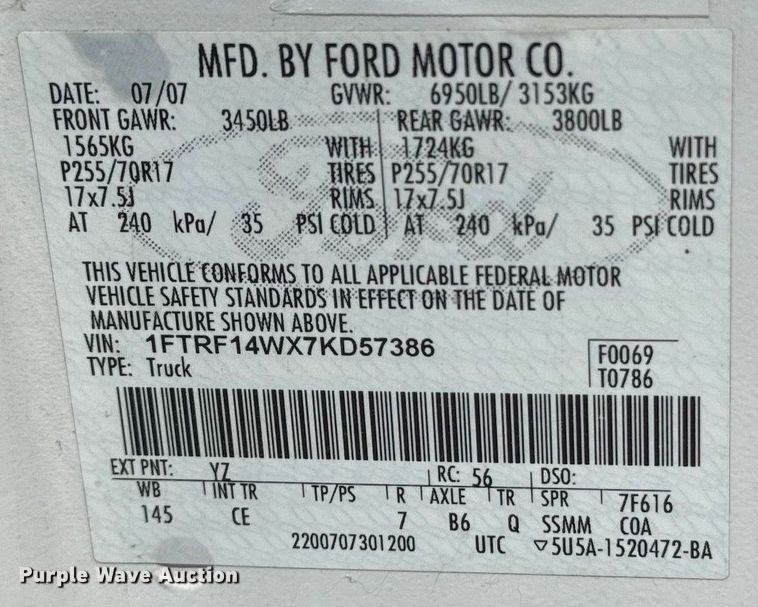 MFD. BY FORD MOTOR CO.
DATE: 07/07 GVWR: 6950LB/ 3153KG
FRONT GAWR: 3450LB REAR GAWR: 3800LB
1565KG WITH 1724KG WITH
P255/70R17 TIRES P255/70R17 TIRES
17x7.5J RIMS 17x7.5J RIMS
AT 240 kPa/ 35 PSI COLD AT 240 kPa/ 35 PSI COLD
Ford
THIS VEHICLE CONFORMS TO ALL APPLICABLE FEDERAL MOTOR
VEHICLE SAFETY STANDARDS IN EFFECT ON THE DATE OF
MANUFACTURE SHOWN ABOVE.
VIN: 1FTRF14WX7KD57386 F0069
TYPE: Truck T0786
EXT PNT: YZ RC: 56 DSO:
WB INT TR TP/PS R AXLE TR SPR 7F616
145 CE 7 B6 Q SSMM COA
2200707301200 UTC ▽5U5A-1520472-BA
Purple Wave Auction